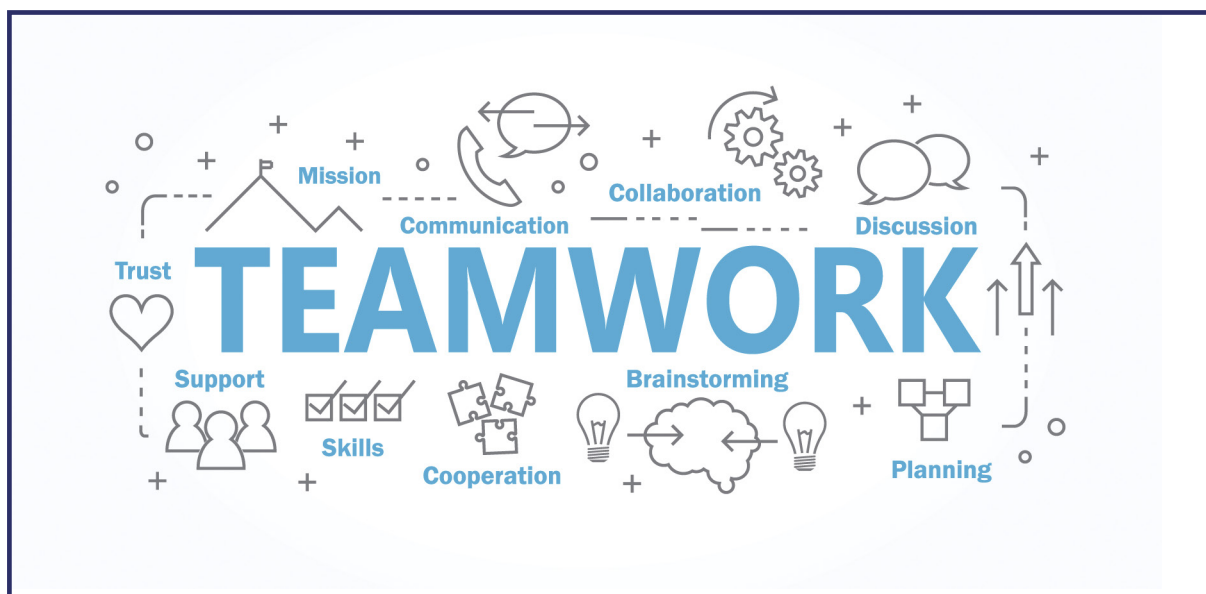 Mission
Collaboration
Communication
Discussion
Trust
TEAMWORK
Support
Brainstorming
Skills
Cooperation
Planning